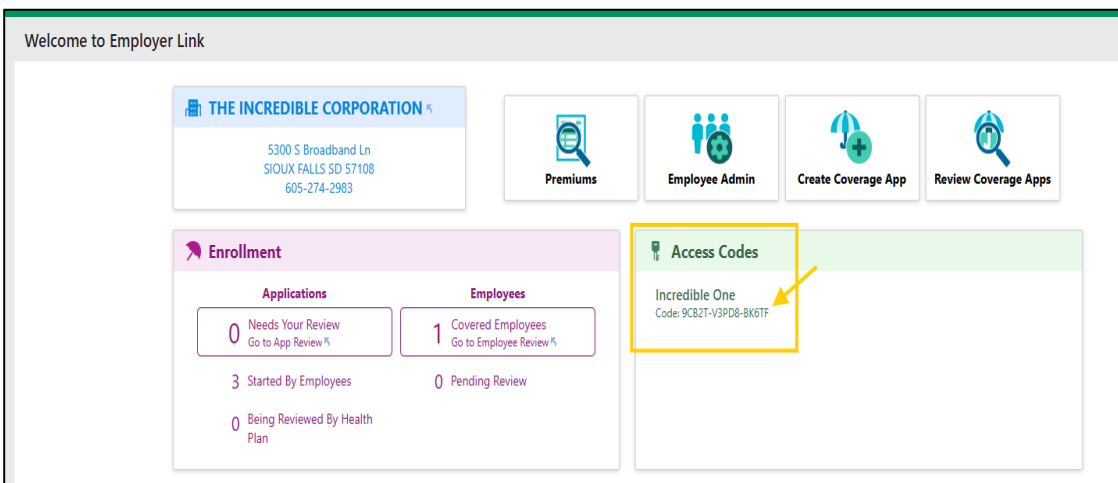 Welcome to Employer Link
THE INCREDIBLE CORPORATION
5300 S Broadband Ln
SIOUX FALLS SD 57108
605-274-2983
Premiums
Employee Admin
Create Coverage App
Review Coverage Apps
Enrollment
Applications
0 Needs Your Review
Go to App Review
3 Started By Employees
0 Being Reviewed By Health
Plan
Employees
1 Covered Employees
Go to Employee Review
0 Pending Review
Access Codes
Incredible One
Code: 9CB2T-V3PD8-BK6TF